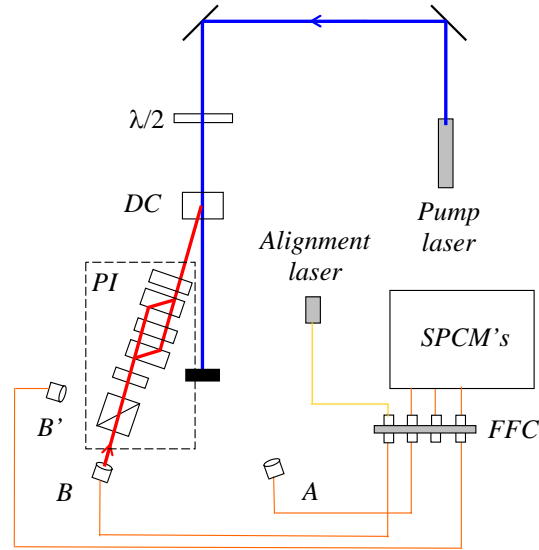 λ/2
DC
Pump
laser
Alignment
laser
PI
SPCM's
B'
FFC
B
A